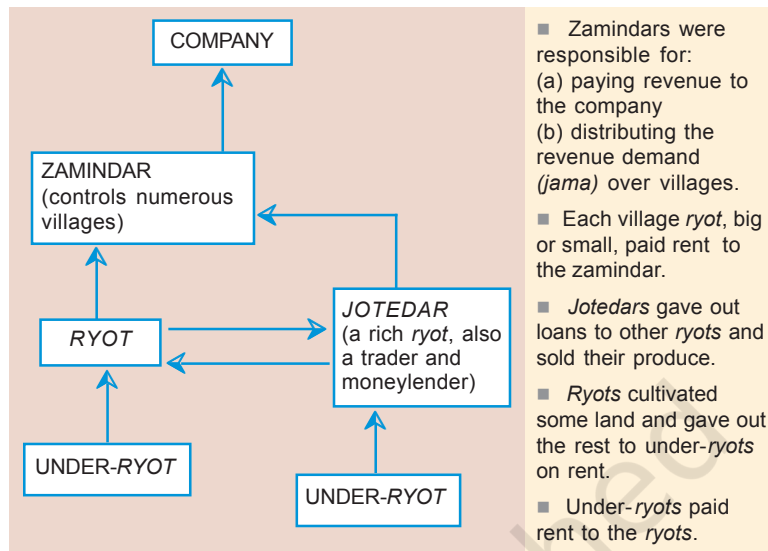 COMPANY
ZAMINDAR
(controls numerous
villages)
RYOT
JOTEDAR
(a rich ryot, also
a trader and
moneylender)
UNDER-RYOT
UNDER-RYOT
■ Zamindars were
responsible for:
(a) paying revenue to
the company
(b) distributing the
revenue demand
(jama) over villages.
■ Each village ryot, big
or small, paid rent to
the zamindar.
■ Jotedars gave out
loans to other ryots and
sold their produce.
■ Ryots cultivated
some land and gave out
the rest to under-ryots
on rent.
■ Under-ryots paid
rent to the ryots.